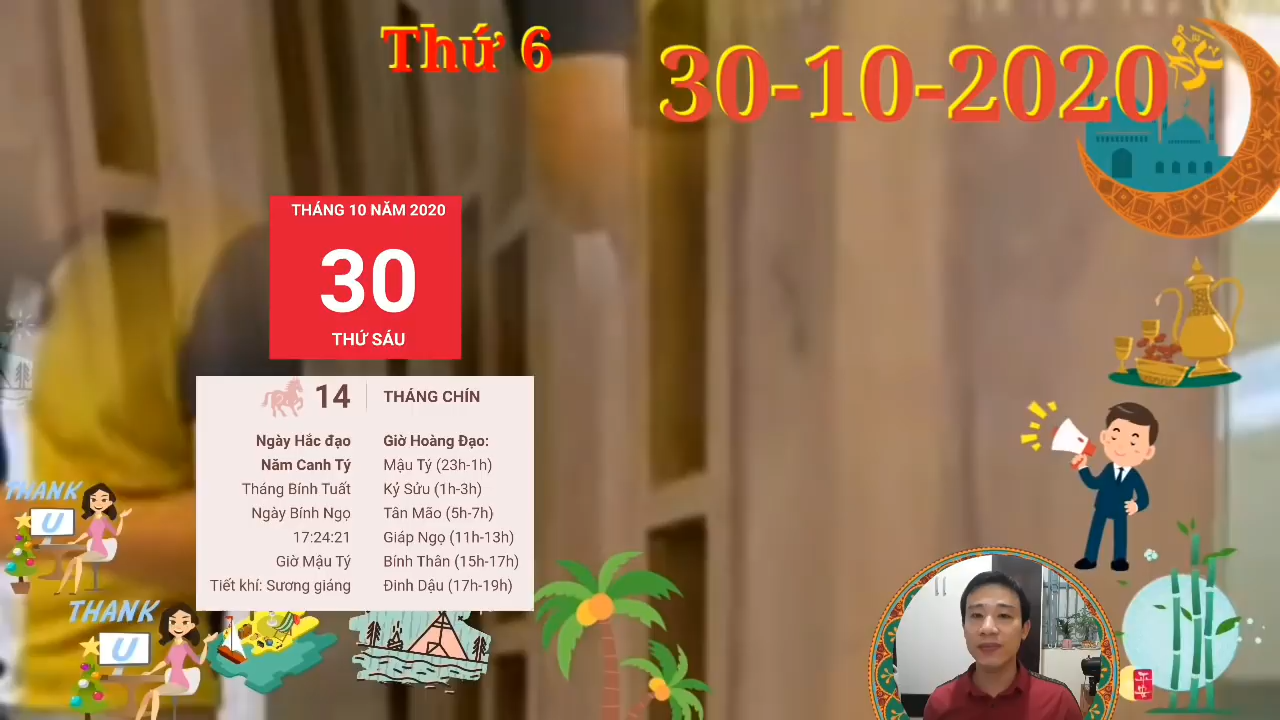 Thứ 6
30-10-2020
THÁNG 10 NĂM 2020
30
THỨ SÁU
14
THÁNG CHÍN
Ngày Hắc đạo
Năm Canh Tý
Tháng Bính Tuất
Ngày Bính Ngọ
17:24:21
Giờ Mậu Tý
Tiết khí: Sương giáng
Giờ Hoàng Đạo:
Mậu Tý (23h-1h)
Kỷ Sửu (1h-3h)
Tân Mão (5h-7h)
Giáp Ngọ (11h-13h)
Bính Thân (15h-17h)
Đinh Dậu (17h-19h)
THANK
U
THANK
U